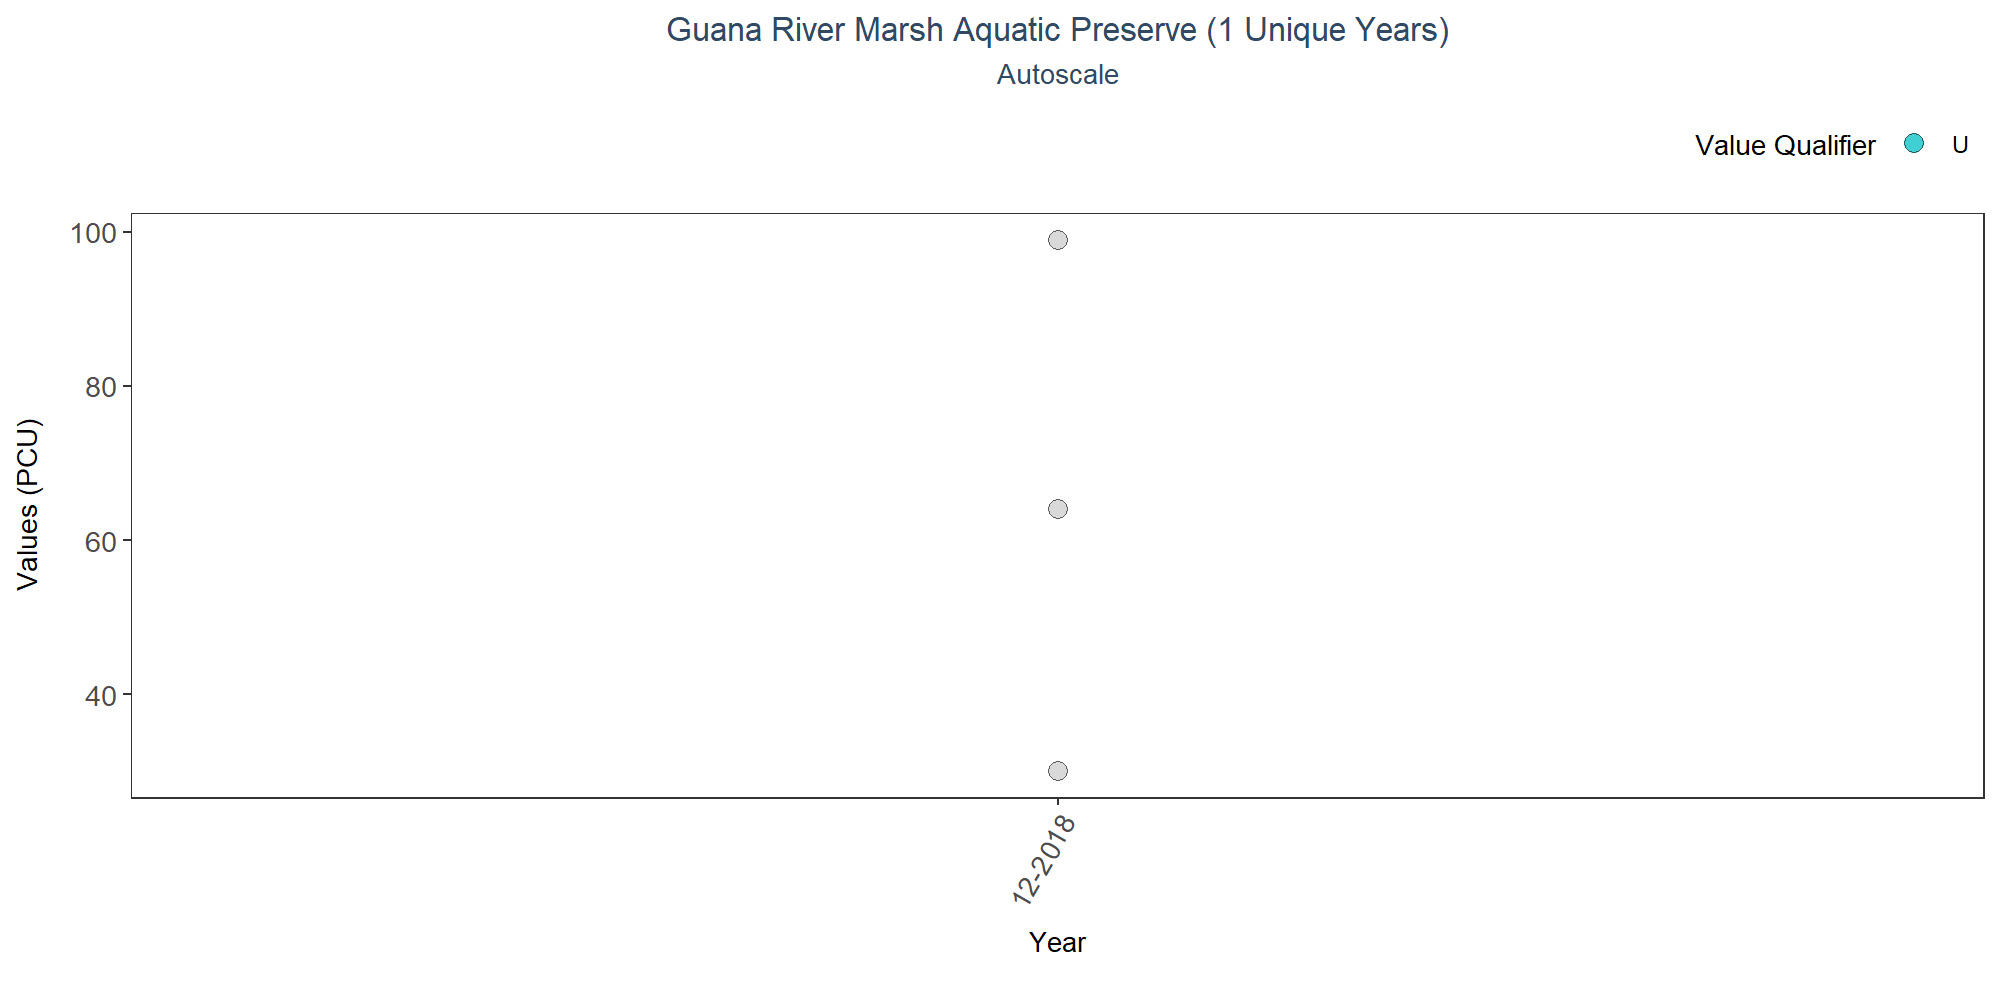 Guana River Marsh Aquatic Preserve (1 Unique Years)
Autoscale
Value Qualifier U
100
80
60
40
Values (PCU)
12-2018
Year